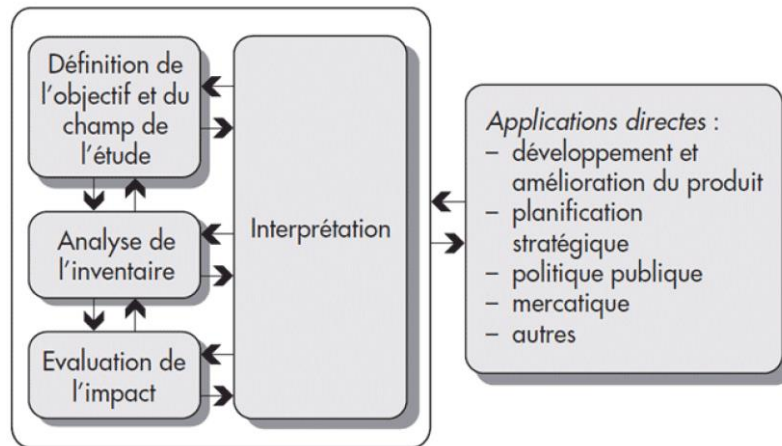 Définition de
l'objectif et du
champ de
l'étude
Analyse de
l'inventaire
Evaluation de
l'impact
Interprétation
Applications directes :
– développement et
amélioration du produit
– planification
stratégique
– politique publique
– mercatique
– autres